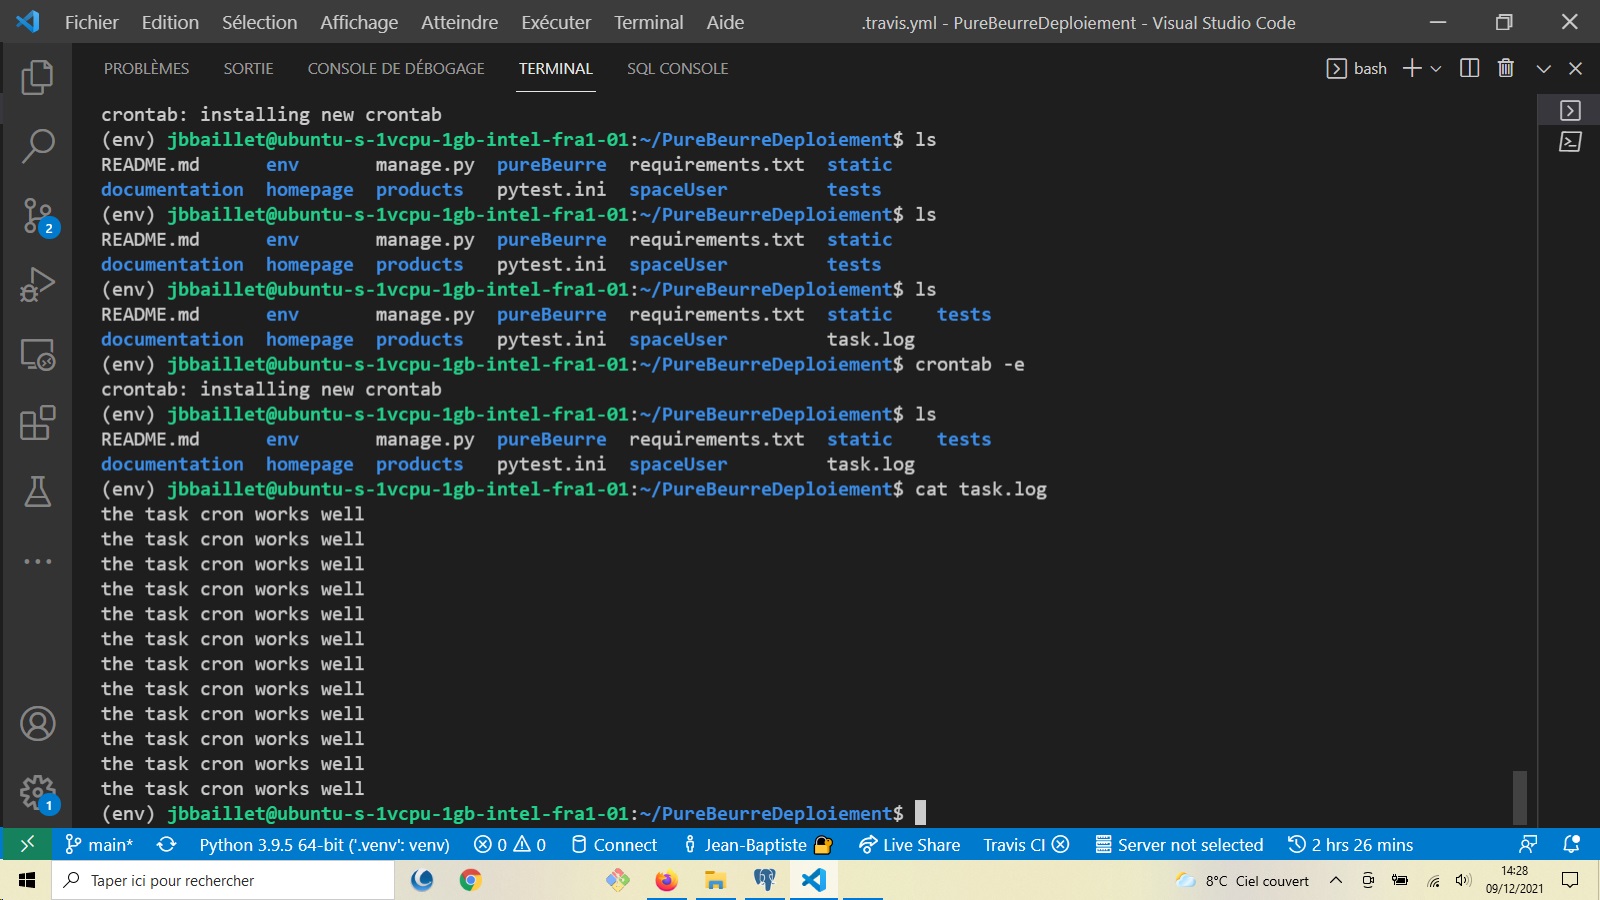 Fichier Edition Sélection Affichage Atteindre Exécuter Terminal Aide .travis.yml - PureBeurreDeploiement - Visual Studio Code
PROBLÈMES SORTIE CONSOLE DE DÉBOGAGE TERMINAL SQL CONSOLE bash
crontab: installing new crontab
(env) jbbaillet@ubuntu-s-1vcpu-1gb-intel-fra1-01:~/PureBeurreDeploiement$ ls
README.md env manage.py pureBeurre requirements.txt static
documentation homepage products pytest.ini spaceUser tests
(env) jbbaillet@ubuntu-s-1vcpu-1gb-intel-fra1-01:~/PureBeurreDeploiement$ ls
README.md env manage.py pureBeurre requirements.txt static
documentation homepage products pytest.ini spaceUser tests
(env) jbbaillet@ubuntu-s-1vcpu-1gb-intel-fra1-01:~/PureBeurreDeploiement$ ls
README.md env manage.py pureBeurre requirements.txt static tests
documentation homepage products pytest.ini spaceUser task.log
(env) jbbaillet@ubuntu-s-1vcpu-1gb-intel-fra1-01:~/PureBeurreDeploiement$ crontab -e
crontab: installing new crontab
(env) jbbaillet@ubuntu-s-1vcpu-1gb-intel-fra1-01:~/PureBeurreDeploiement$ ls
README.md env manage.py pureBeurre requirements.txt static tests
documentation homepage products pytest.ini spaceUser task.log
(env) jbbaillet@ubuntu-s-1vcpu-1gb-intel-fra1-01:~/PureBeurreDeploiement$ cat task.log
the task cron works well
the task cron works well
the task cron works well
the task cron works well
the task cron works well
the task cron works well
the task cron works well
the task cron works well
the task cron works well
the task cron works well
the task cron works well
the task cron works well
(env) jbbaillet@ubuntu-s-1vcpu-1gb-intel-fra1-01:~/PureBeurreDeploiement$
2
1
main* Python 3.9.5 64-bit ('.venv': venv) 0 0 Connect Jean-Baptiste Live Share Travis CI Server not selected 2 hrs 26 mins
Taper ici pour rechercher 8°C Ciel couvert 14:28
09/12/2021